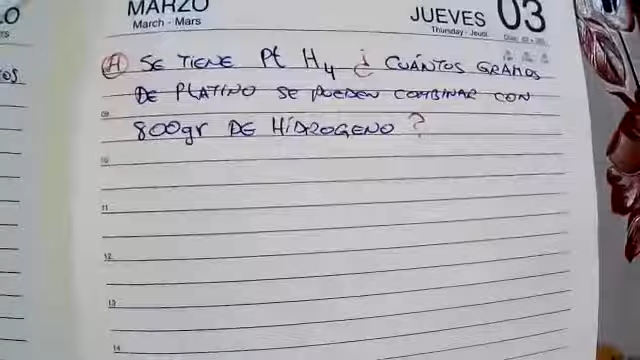 MARZO
March - Mars
JUEVES 03
Thursday - Jeudi
A SE TIENE Pt H4 ¿ CUÁNTOS GRAMOS
DE PLATINO SE PUEDEN COMBINAR CON
09
800gr DE HIDROGENO ?
10
11
12
13
14